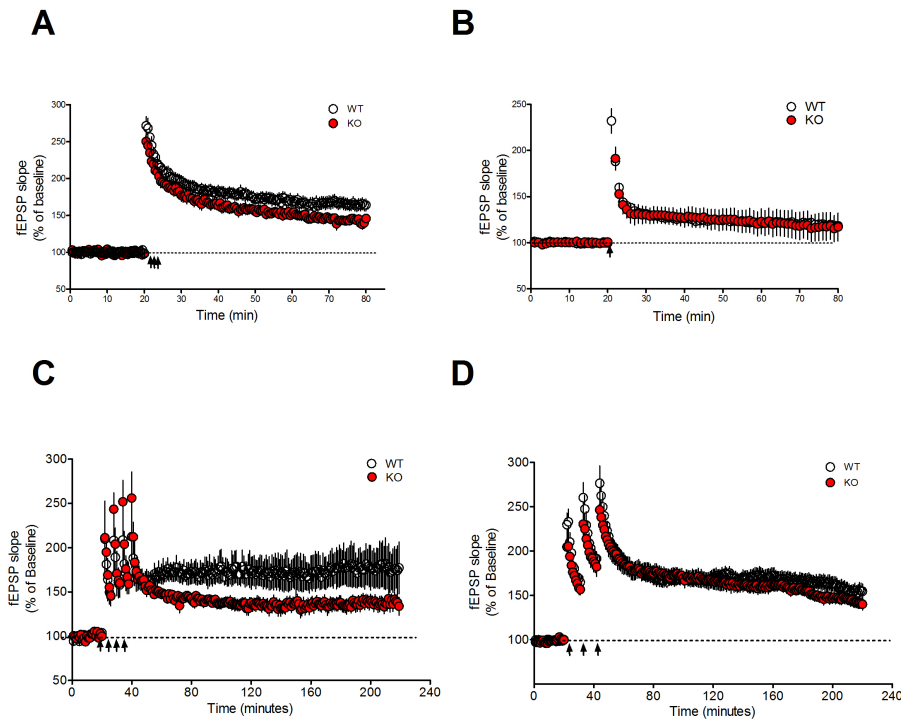 A
fEPSP slope
(% of baseline)
300
250
200
150
100
50
0 10 20 30 40 50 60 70 80
Time (min)
WT
KO
B
fEPSP slope
(% of baseline)
250
200
150
100
50
0 10 20 30 40 50 60 70 80
Time (min)
WT
KO
C
fEPSP slope
(% of Baseline)
300
250
200
150
100
50
0 40 80 120 160 200 240
Time (minutes)
WT
KO
D
fEPSP slope
(% of Baseline)
300
250
200
150
100
50
0 40 80 120 160 200 240
Time (minutes)
WT
KO